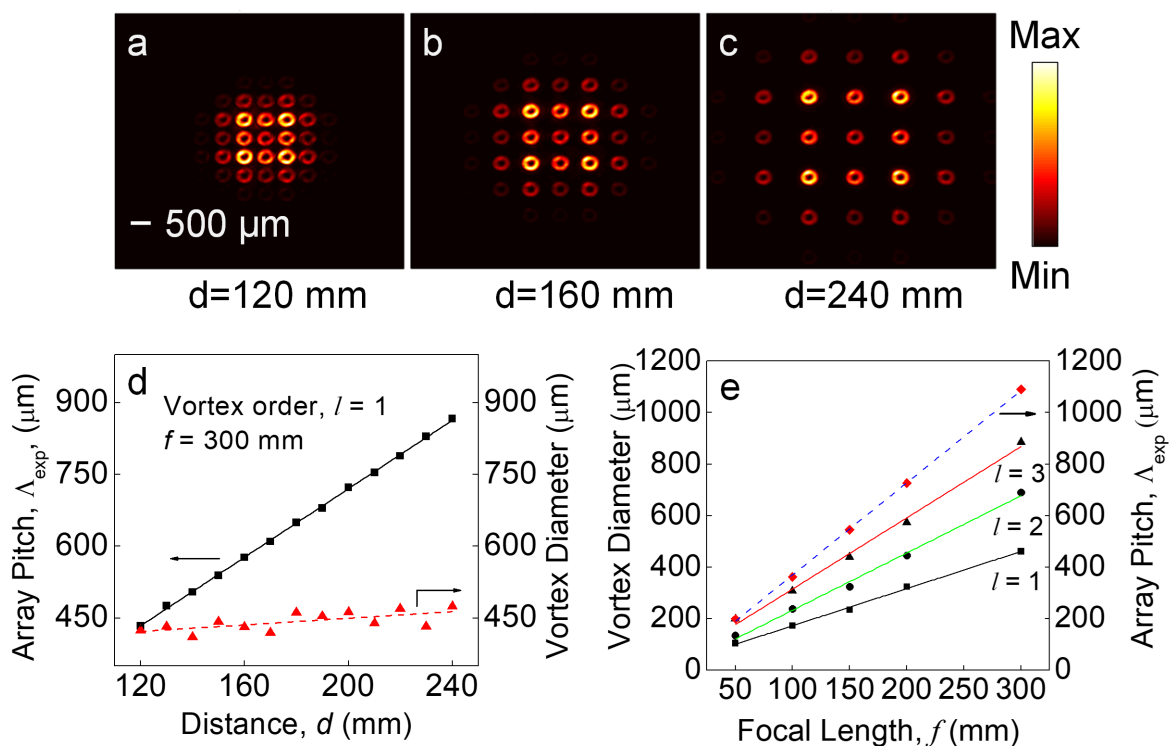 a
b
c
Max
Min
500 μm
d=120 mm
d=160 mm
d=240 mm
d
Vortex order, l = 1
f = 300 mm
Array Pitch, Λexp, (μm)
900
750
600
450
Vortex Diameter (μm)
900
750
600
450
120
160
200
240
Distance, d (mm)
e
Vortex Diameter (μm)
1200
1000
800
600
400
200
0
Array Pitch, Λexp (μm)
1200
1000
800
600
400
200
0
l = 3
l = 2
l = 1
50
100
150
200
250
300
Focal Length, f (mm)